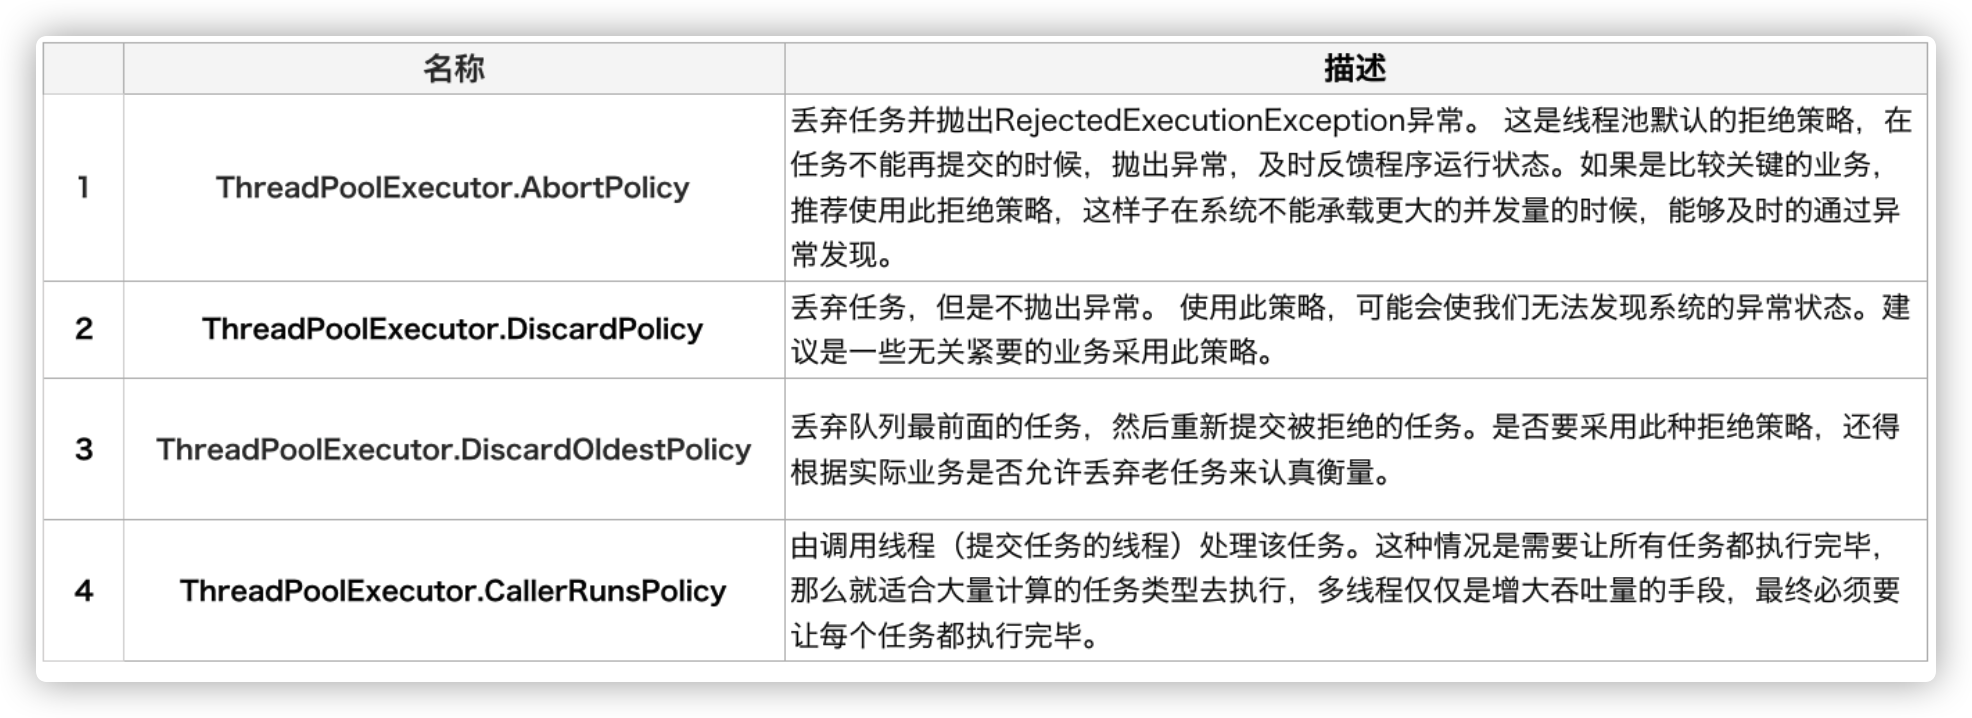 名称 描述
1 ThreadPoolExecutor.AbortPolicy
丢弃任务并抛出RejectedExecutionException异常。 这是线程池默认的拒绝策略，在
任务不能再提交的时候，抛出异常，及时反馈程序运行状态。如果是比较关键的业务，
推荐使用此拒绝策略，这样子在系统不能承载更大的并发量的时候，能够及时的通过异
常发现。
2 ThreadPoolExecutor.DiscardPolicy
丢弃任务，但是不抛出异常。 使用此策略，可能会使我们无法发现系统的异常状态。建
议是一些无关紧要的业务采用此策略。
3 ThreadPoolExecutor.DiscardOldestPolicy
丢弃队列最前面的任务，然后重新提交被拒绝的任务。是否要采用此种拒绝策略，还得
根据实际业务是否允许丢弃老任务来认真衡量。
4 ThreadPoolExecutor.CallerRunsPolicy
由调用线程（提交任务的线程）处理该任务。这种情况是需要让所有任务都执行完毕，
那么就适合大量计算的任务类型去执行，多线程仅仅是增大吞吐量的手段，最终必须要
让每个任务都执行完毕。